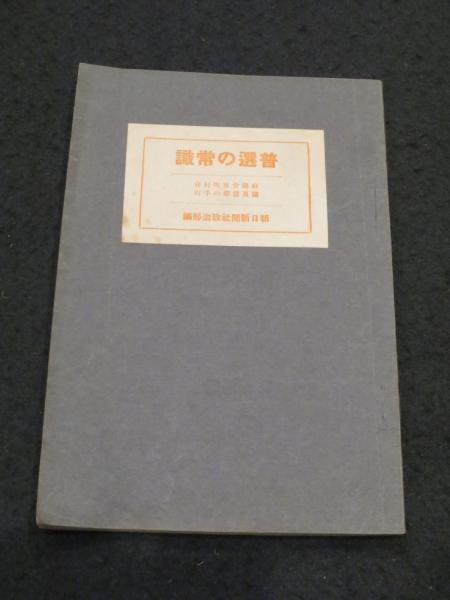 普選の常識
府縣會市町村會
議員選擧の手引
朝日新聞社政治部編